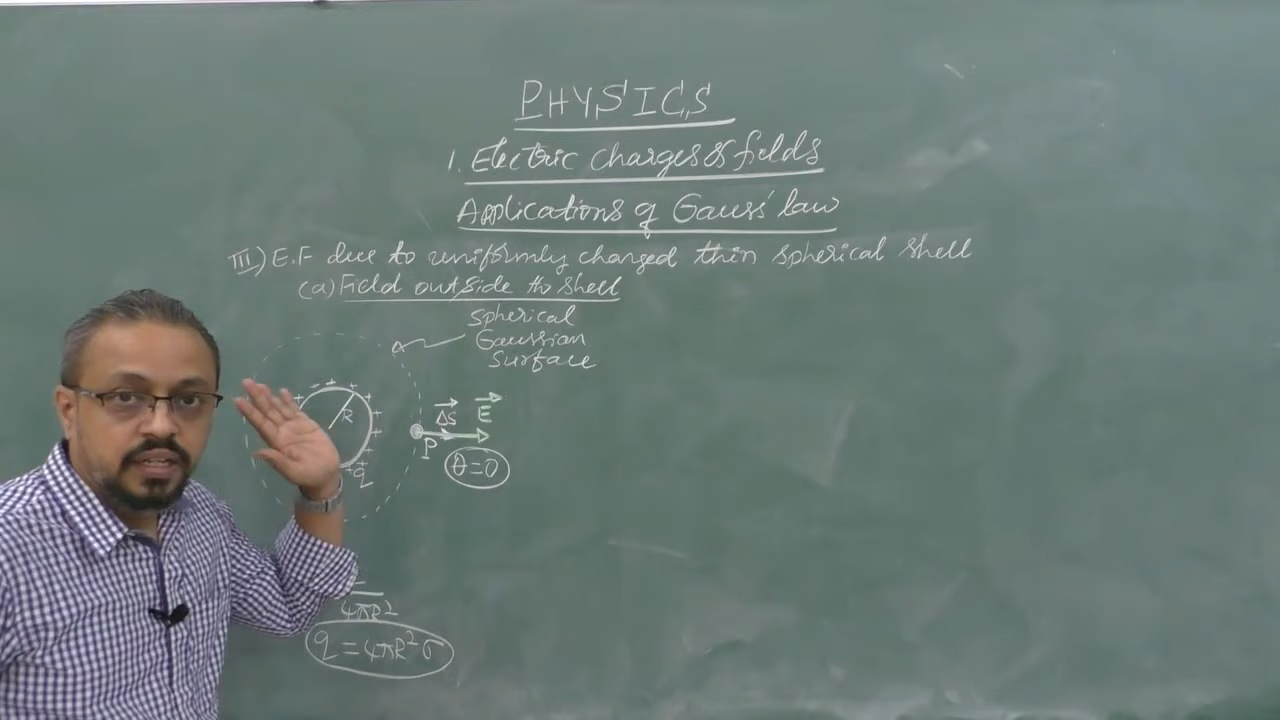 PHYSICS
1. Electric charges & fields
Applications of Gauss' law
III) E.F due to uniformly charged thin spherical shell
(a) Field outside the shell
Spherical
Gaussian
Surface
R
ΔS E
P
θ=0
q
4πR²
q = 4πR²σ